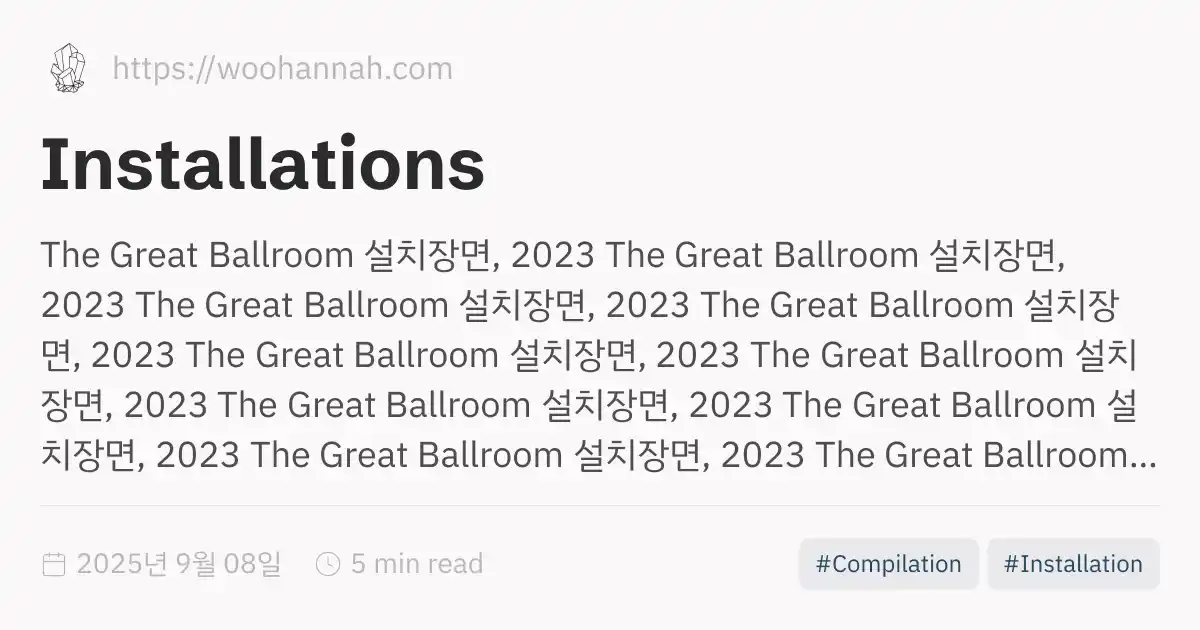 https://woohannah.com
Installations
The Great Ballroom 설치장면, 2023 The Great Ballroom 설치장면,
2023 The Great Ballroom 설치장면, 2023 The Great Ballroom 설치장
면, 2023 The Great Ballroom 설치장면, 2023 The Great Ballroom 설치
장면, 2023 The Great Ballroom 설치장면, 2023 The Great Ballroom 설
치장면, 2023 The Great Ballroom 설치장면, 2023 The Great Ballroom...
2025년 9월 08일 5 min read #Compilation #Installation